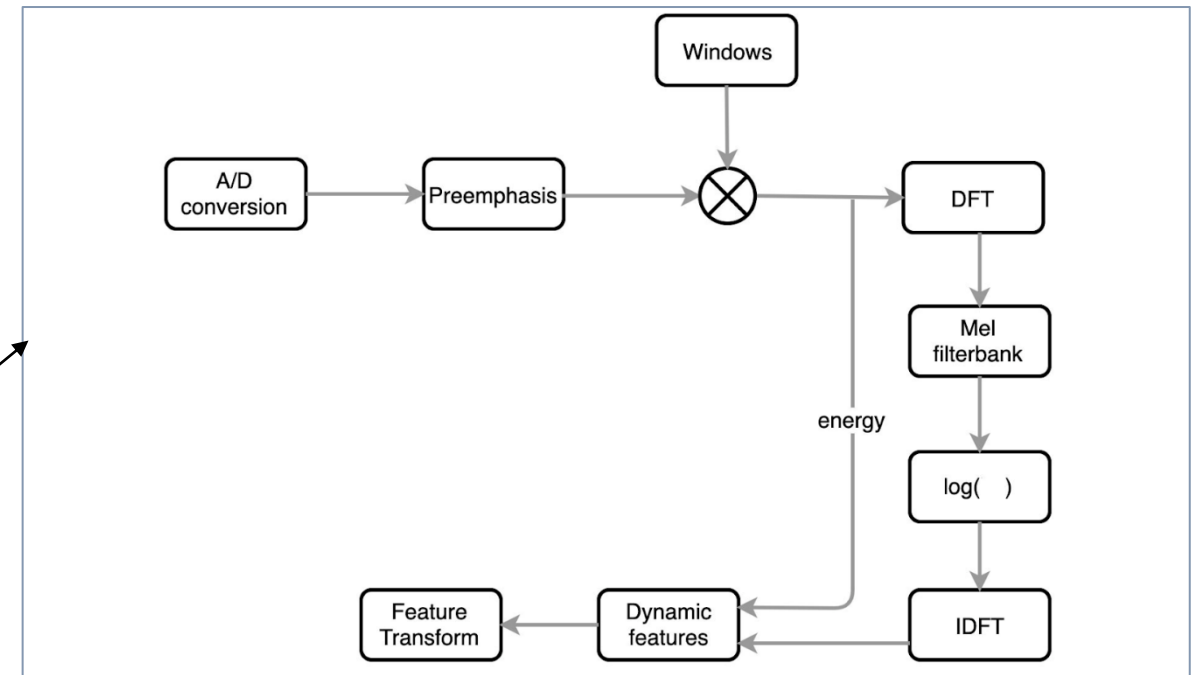 Windows
A/D
conversion
Preemphasis
DFT
Mel
filterbank
energy
log( )
Feature
Transform
Dynamic
features
IDFT